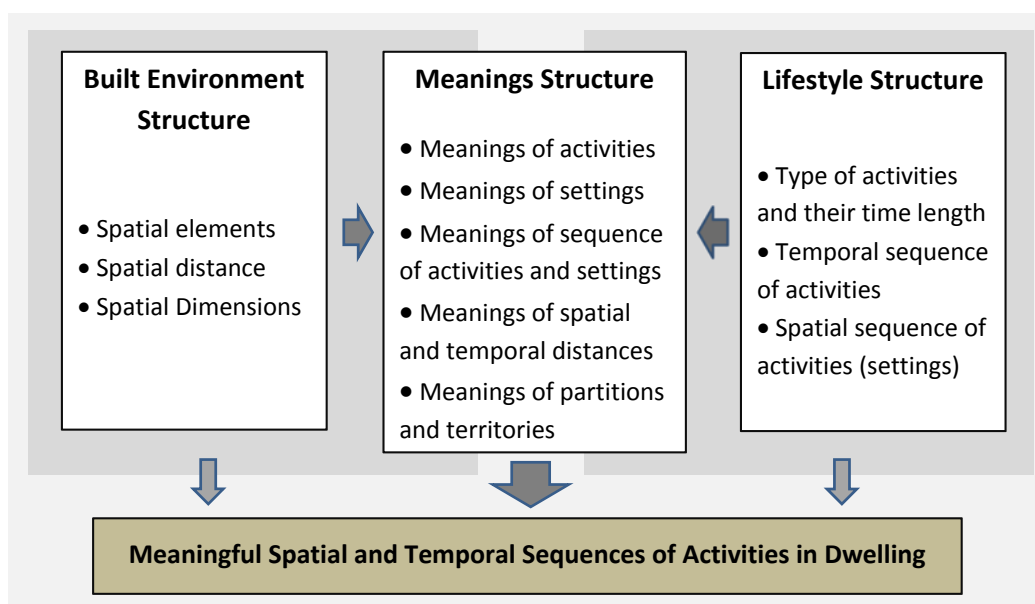 Built Environment
Structure
• Spatial elements
• Spatial distance
• Spatial Dimensions
Meanings Structure
• Meanings of activities
• Meanings of settings
• Meanings of sequence
of activities and settings
• Meanings of spatial
and temporal distances
• Meanings of partitions
and territories
Lifestyle Structure
• Type of activities
and their time length
• Temporal sequence
of activities
• Spatial sequence of
activities (settings)
Meaningful Spatial and Temporal Sequences of Activities in Dwelling